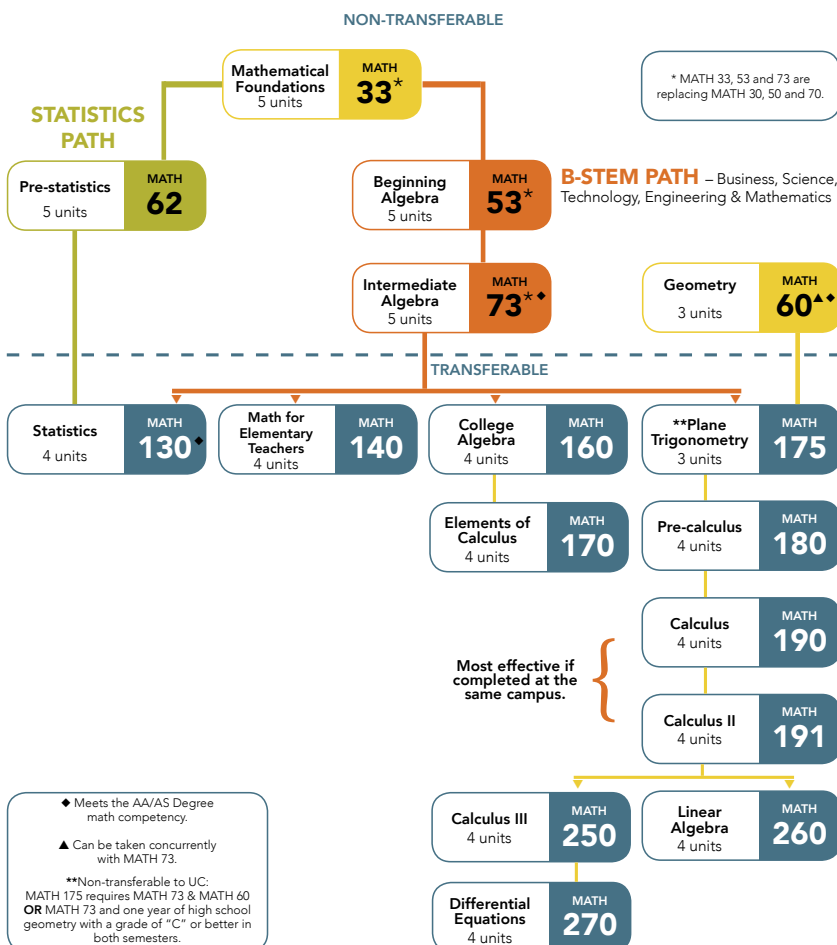 NON-TRANSFERABLE
Mathematical
Foundations
5 units
MATH
33*
* MATH 33, 53 and 73 are
replacing MATH 30, 50 and 70.
STATISTICS
PATH
Pre-statistics
5 units
MATH
62
Beginning
Algebra
5 units
MATH
53*
B-STEM PATH – Business, Science,
Technology, Engineering & Mathematics
Intermediate
Algebra
5 units
MATH
73*◆
Geometry
3 units
MATH
60▲◆
TRANSFERABLE
Statistics
4 units
MATH
130◆
Math for
Elementary
Teachers
4 units
MATH
140
College
Algebra
4 units
MATH
160
**Plane
Trigonometry
3 units
MATH
175
Elements of
Calculus
4 units
MATH
170
Pre-calculus
4 units
MATH
180
Calculus
4 units
MATH
190
Most effective if
completed at the
same campus.
Calculus II
4 units
MATH
191
Calculus III
4 units
MATH
250
Linear
Algebra
4 units
MATH
260
Differential
Equations
4 units
MATH
270
◆ Meets the AA/AS Degree
math competency.
▲ Can be taken concurrently
with MATH 73.
**Non-transferable to UC:
MATH 175 requires MATH 73 & MATH 60
OR MATH 73 and one year of high school
geometry with a grade of "C" or better in
both semesters.